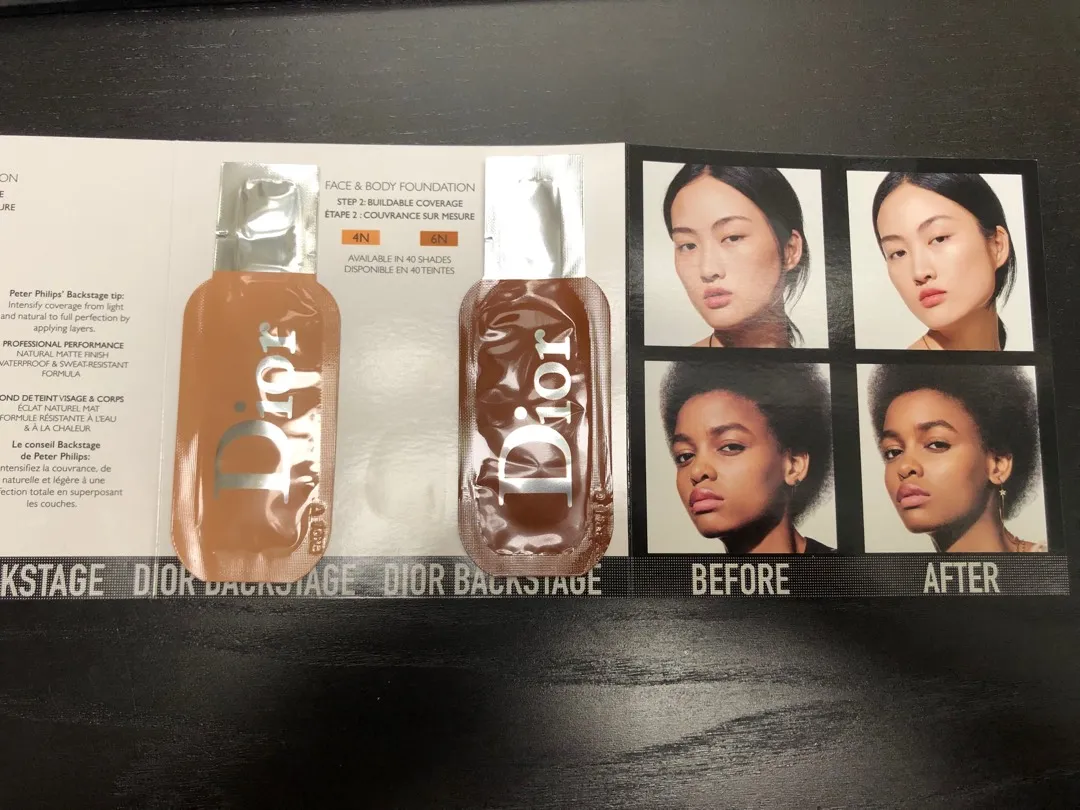 ON
E
URE
Peter Philips' Backstage tip:
Intensify coverage from light
and natural to full perfection by
applying layers.
PROFESSIONAL PERFORMANCE
NATURAL MATTE FINISH
WATERPROOF & SWEAT-RESISTANT
FORMULA
OND DE TEINT VISAGE & CORPS
ÉCLAT NATUREL MAT
FORMULE RÉSISTANTE À L'EAU
& À LA CHALEUR
Le conseil Backstage
de Peter Philips:
ntensifiez la couvrance, de
naturelle et légère à une
fection totale en superposant
les couches.
Dior
FACE & BODY FOUNDATION
STEP 2: BUILDABLE COVERAGE
ÉTAPE 2 : COUVRANCE SUR MESURE
4N 6N
AVAILABLE IN 40 SHADES
DISPONIBLE EN 40 TEINTES
Dior
KSTAGE DIOR BACKSTAGE DIOR BACKSTAGE
BEFORE AFTER